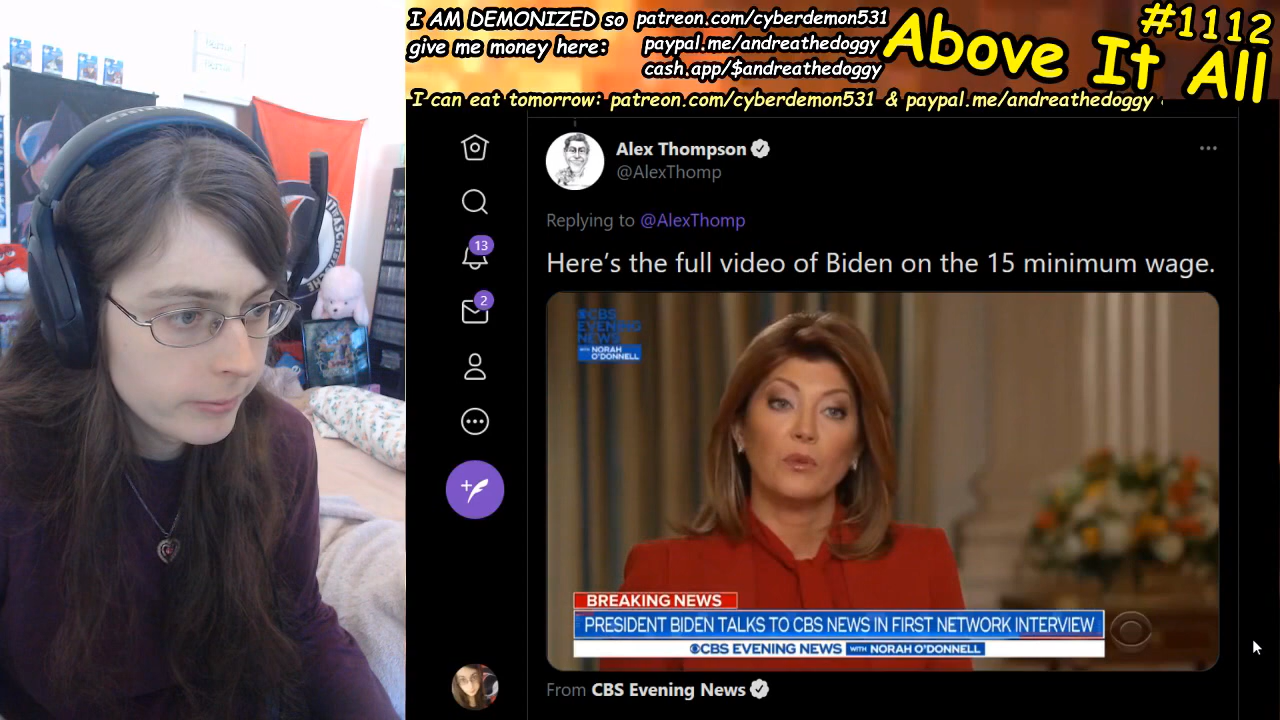 I AM DEMONIZED so patreon.com/cyberdemon531
give me money here: paypal.me/andreathedoggy
cash.app/$andreathedoggy
Above It All
#1112
I can eat tomorrow: patreon.com/cyberdemon531 & paypal.me/andreathedoggy
Alex Thompson
@AlexThomp
Replying to @AlexThomp
Here's the full video of Biden on the 15 minimum wage.
13
2
CBS
EVENING
NEWS
WITH NORAH
O'DONNELL
BREAKING NEWS
PRESIDENT BIDEN TALKS TO CBS NEWS IN FIRST NETWORK INTERVIEW
CBS EVENING NEWS WITH NORAH O'DONNELL
From CBS Evening News